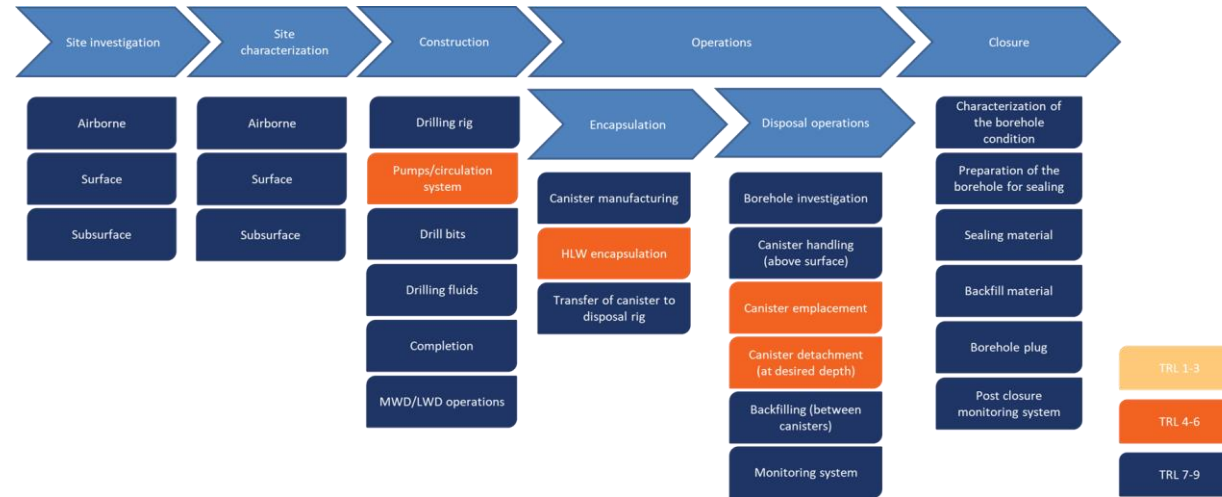 Site investigation
Site
characterization
Construction
Operations
Closure
Airborne
Surface
Subsurface
Airborne
Surface
Subsurface
Drilling rig
Pumps/circulation
system
Drill bits
Drilling fluids
Completion
MWD/LWD operations
Encapsulation
Canister manufacturing
HLW encapsulation
Transfer of canister to
disposal rig
Disposal operations
Borehole investigation
Canister handling
(above surface)
Canister emplacement
Canister detachment
(at desired depth)
Backfilling (between
canisters)
Monitoring system
Characterization of
the borehole
condition
Preparation of the
borehole for sealing
Sealing material
Backfill material
Borehole plug
Post closure
monitoring system
TRL 1-3
TRL 4-6
TRL 7-9